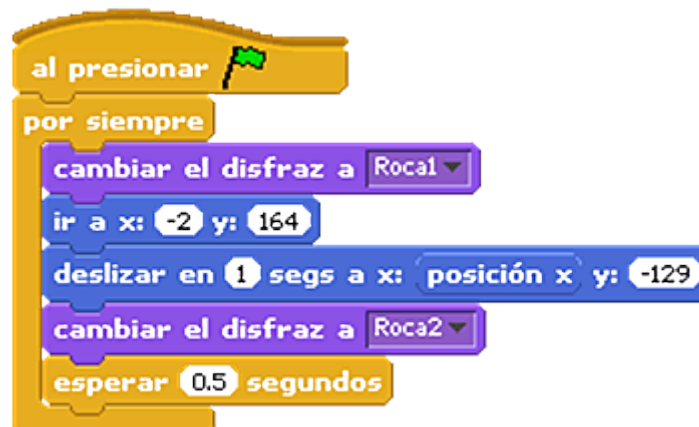 al presionar
por siempre
cambiar el disfraz a Roca1
ir a x: -2 y: 164
deslizar en 1 segs a x: posición x y: -129
cambiar el disfraz a Roca2
esperar 0.5 segundos